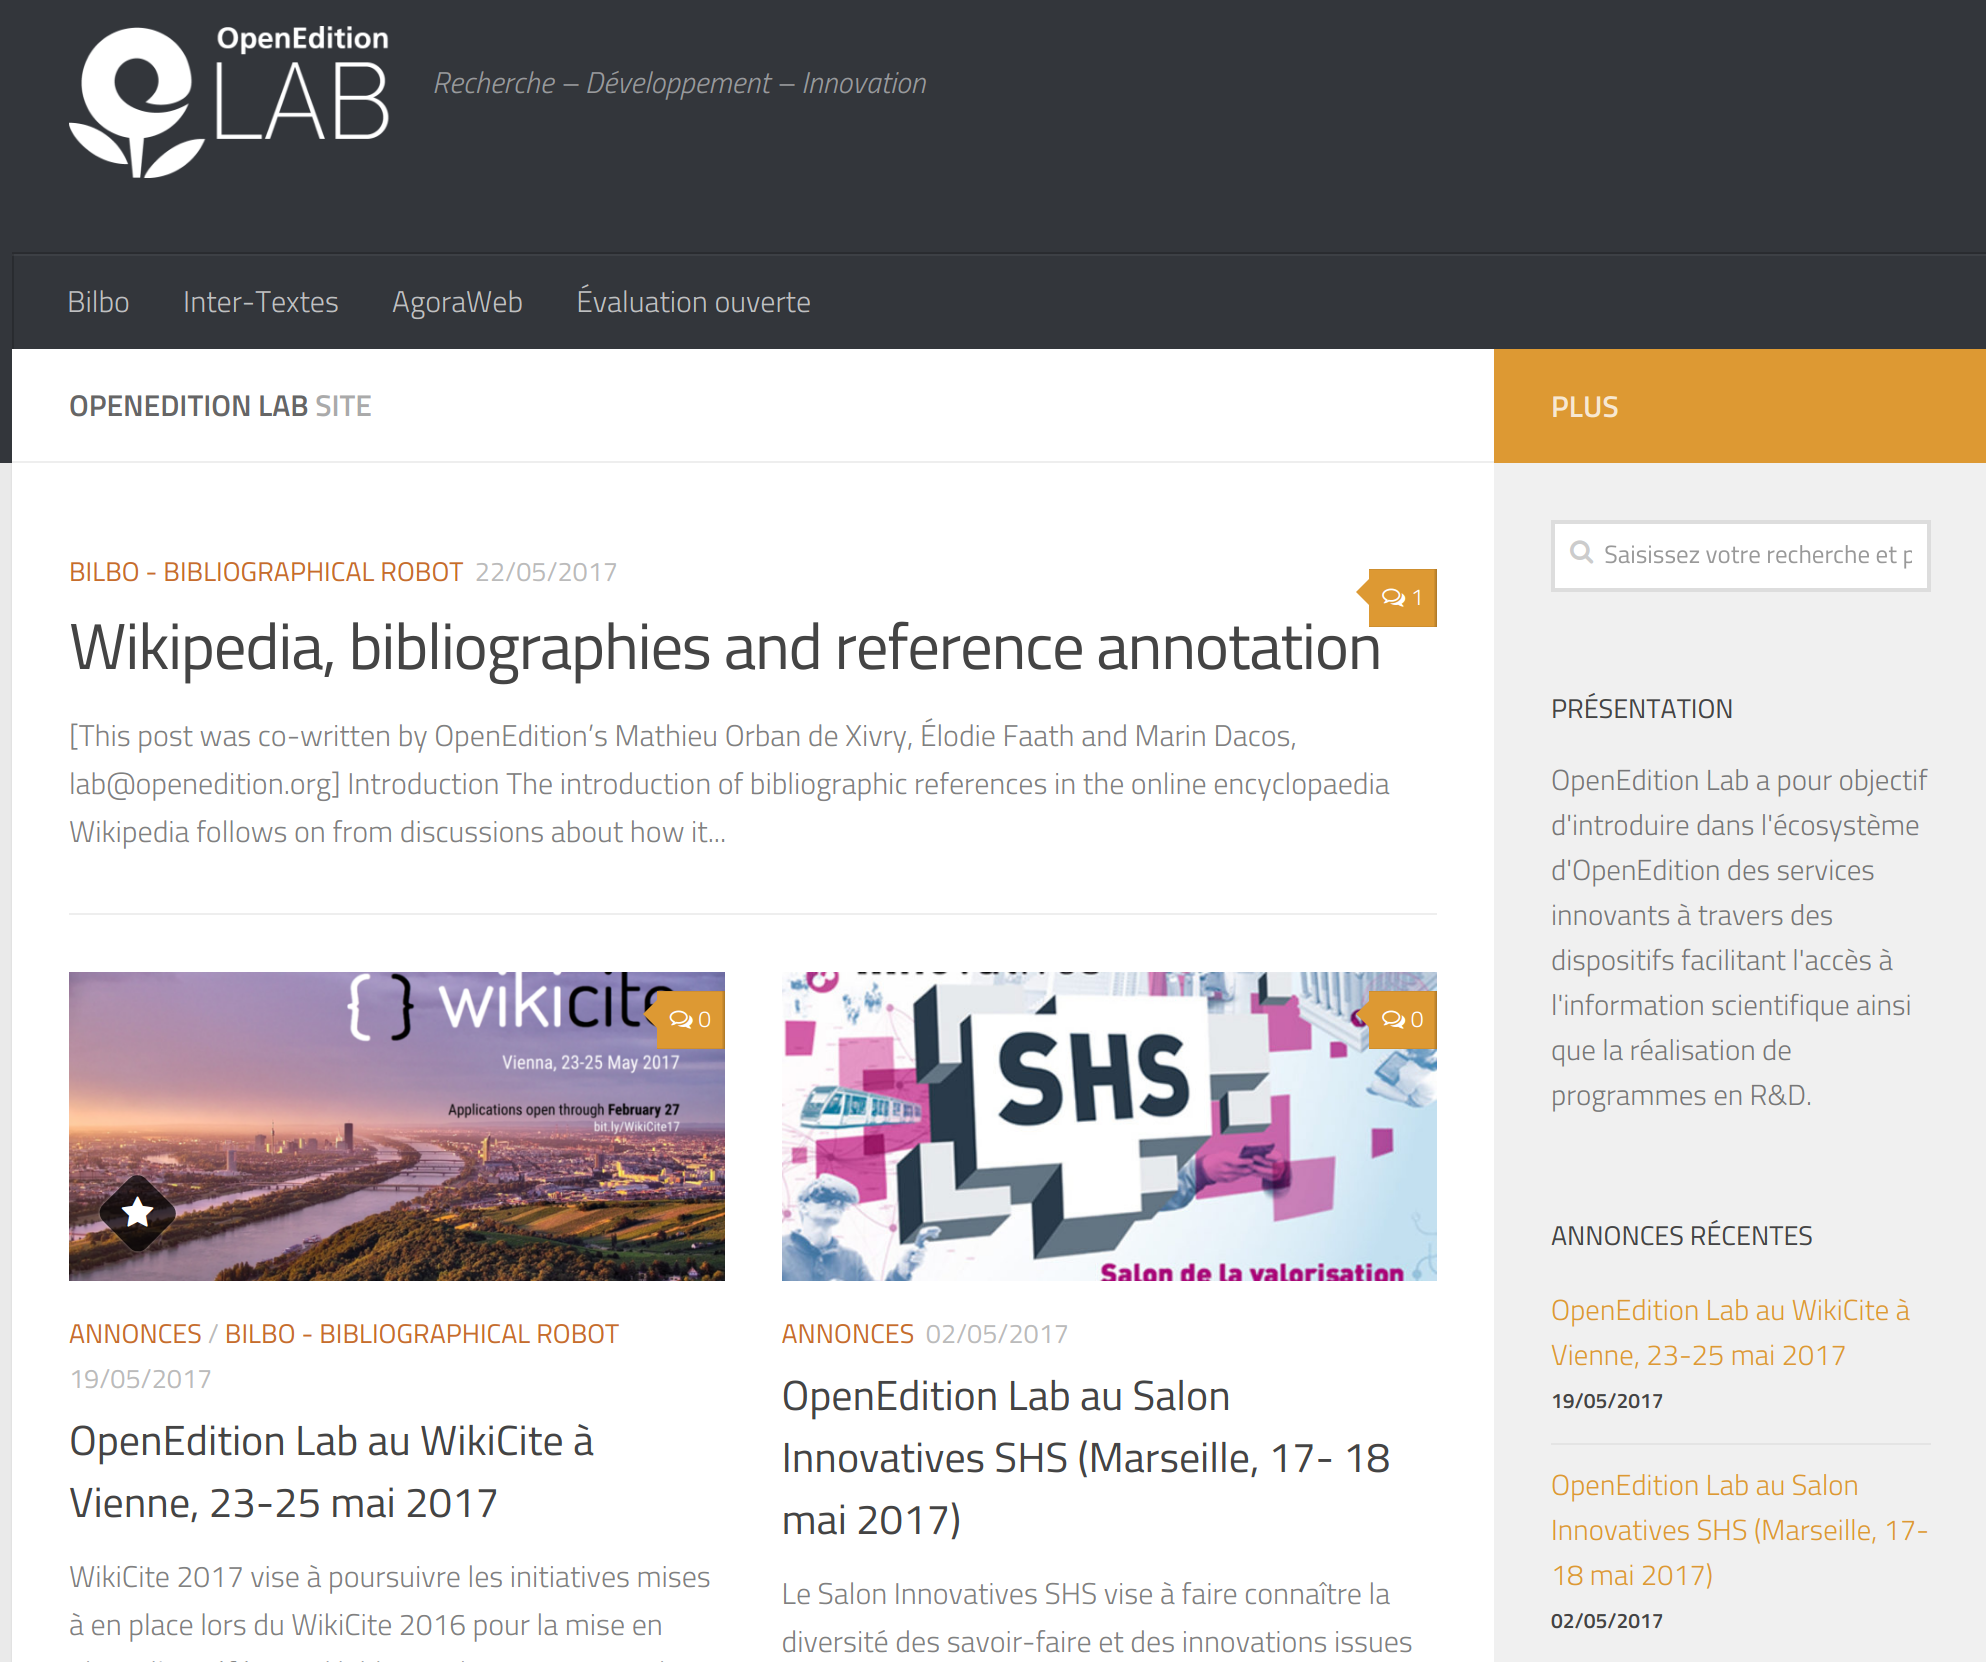 OpenEdition
LAB
Recherche – Développement – Innovation
Bilbo
Inter-Textes
AgoraWeb
Évaluation ouverte
OPENEDITION LAB SITE
BILBO - BIBLIOGRAPHICAL ROBOT 22/05/2017
1
Wikipedia, bibliographies and reference annotation
[This post was co-written by OpenEdition’s Mathieu Orban de Xivry, Élodie Faath and Marin Dacos,
lab@openedition.org] Introduction The introduction of bibliographic references in the online encyclopaedia
Wikipedia follows on from discussions about how it...
{ } wikicite
0
Vienna, 23-25 May 2017
Applications open through February 27
bit.ly/WikiCite17
ANNONCES / BILBO - BIBLIOGRAPHICAL ROBOT
19/05/2017
OpenEdition Lab au WikiCite à
Vienne, 23-25 mai 2017
WikiCite 2017 vise à poursuivre les initiatives mises
à en place lors du WikiCite 2016 pour la mise en
0
SHS
Salon de la valorisation
ANNONCES 02/05/2017
OpenEdition Lab au Salon
Innovatives SHS (Marseille, 17- 18
mai 2017)
Le Salon Innovatives SHS vise à faire connaître la
diversité des savoir-faire et des innovations issues
PLUS
Saisissez votre recherche et p
PRÉSENTATION
OpenEdition Lab a pour objectif
d'introduire dans l'écosystème
d'OpenEdition des services
innovants à travers des
dispositifs facilitant l'accès à
l'information scientifique ainsi
que la réalisation de
programmes en R&D.
ANNONCES RÉCENTES
OpenEdition Lab au WikiCite à
Vienne, 23-25 mai 2017
19/05/2017
OpenEdition Lab au Salon
Innovatives SHS (Marseille, 17-
18 mai 2017)
02/05/2017